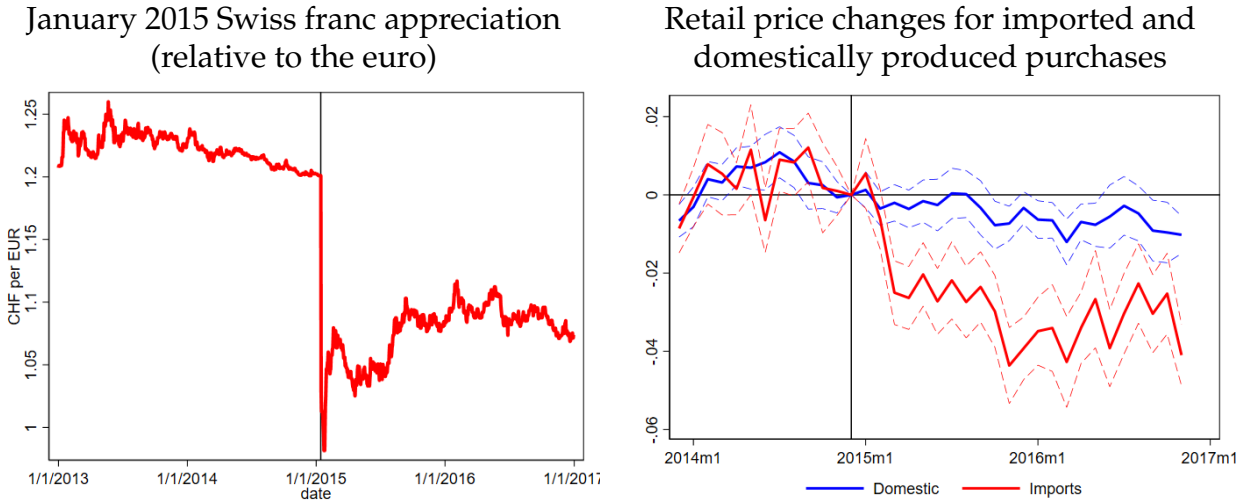 January 2015 Swiss franc appreciation
(relative to the euro)
CHF per EUR
1.25
1.2
1.15
1.1
1.05
1
1/1/2013
1/1/2014
1/1/2015
1/1/2016
1/1/2017
date
Retail price changes for imported and
domestically produced purchases
.02
0
-.02
-.04
-.06
2014m1
2015m1
2016m1
2017m1
Domestic
Imports